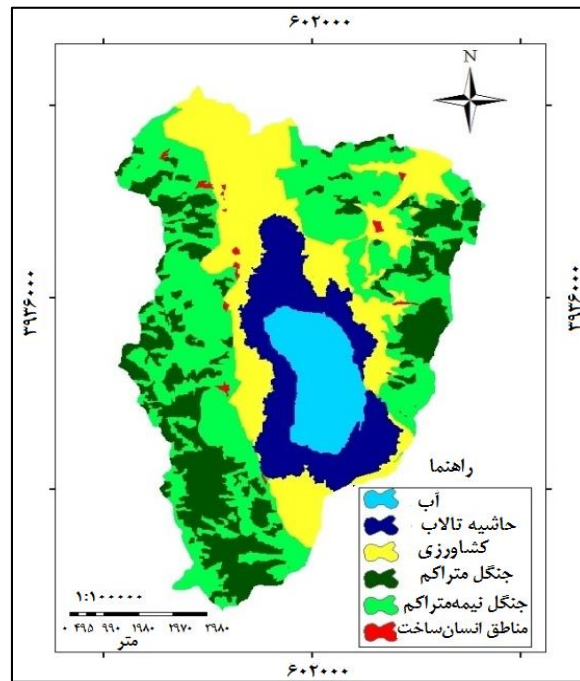 ۶۰۲۰۰۰
N
۳۹۳۶۰۰۰
۳۹۳۶۰۰۰
راهنما
آب
حاشیه تالاب
کشاورزی
جنگل متراکم
جنگل نیمه‌متراکم
مناطق انسان‌ساخت
۱:۱۰۰۰۰۰
۰ ۴۹۵ ۹۹۰ ۱۹۸۰ ۲۹۷۰ ۳۹۸۰
متر
۶۰۲۰۰۰